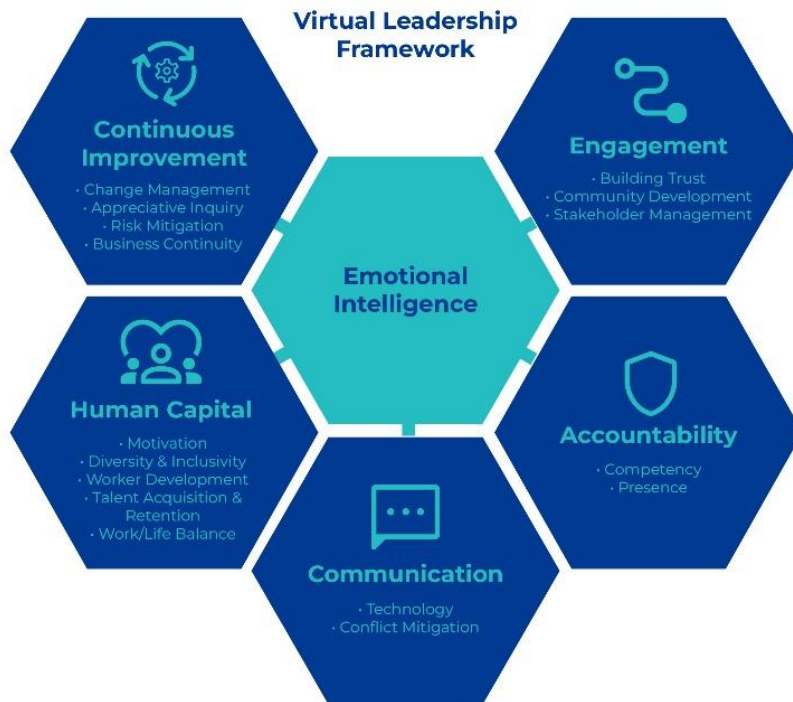 Virtual Leadership
Framework
Continuous
Improvement
· Change Management
· Appreciative Inquiry
· Risk Mitigation
· Business Continuity
Engagement
· Building Trust
· Community Development
· Stakeholder Management
Emotional
Intelligence
Human Capital
· Motivation
· Diversity & Inclusivity
· Worker Development
· Talent Acquisition &
Retention
· Work/Life Balance
Accountability
· Competency
· Presence
Communication
· Technology
· Conflict Mitigation